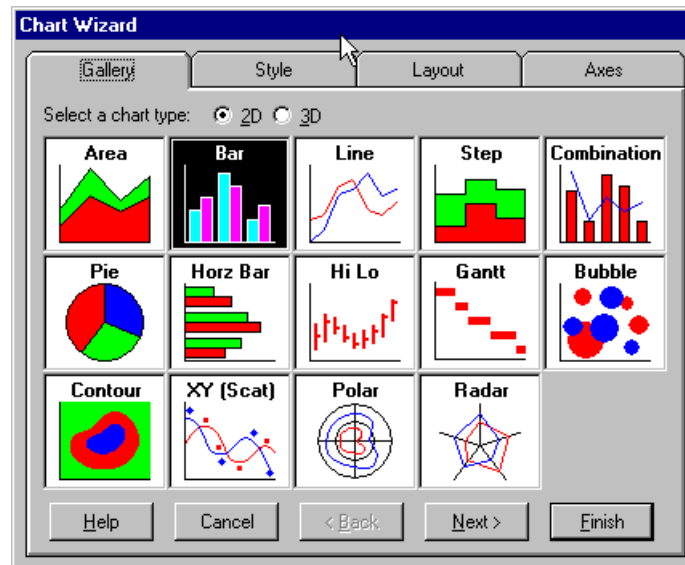 Chart Wizard
Gallery Style Layout Axes
Select a chart type: 2D 3D
Area Bar Line Step Combination
Pie Horz Bar Hi Lo Gantt Bubble
Contour XY (Scat) Polar Radar
Help Cancel < Back Next > Finish